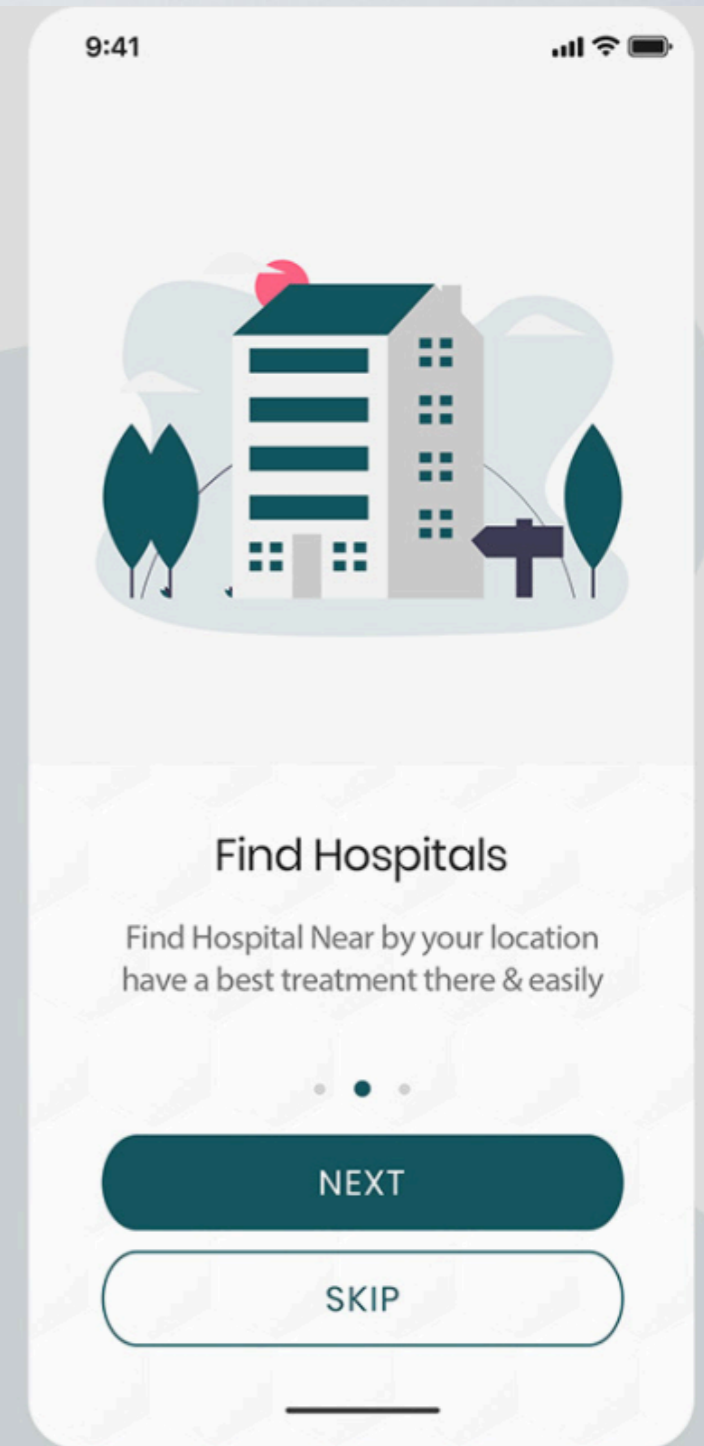 9:41
Find Hospitals
Find Hospital Near by your location
have a best treatment there & easily
NEXT
SKIP